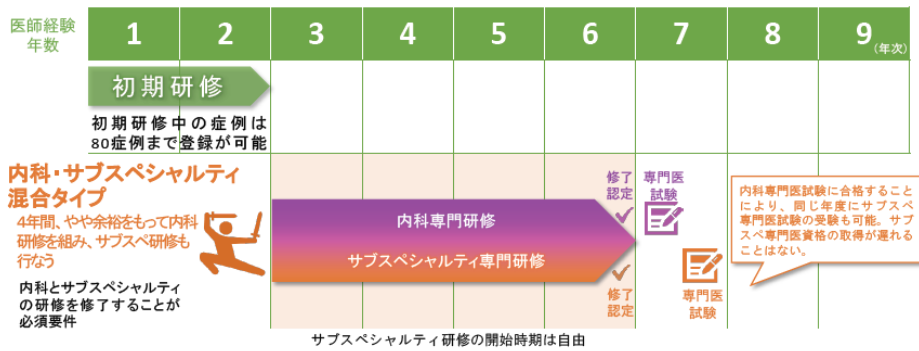 医師経験
年数
1 2 3 4 5 6 7 8 9 (年次)
初期研修
初期研修中の症例は
80症例まで登録が可能
内科・サブスペシャルティ
混合タイプ
4年間、やや余裕をもって内科
研修を組み、サブスペ研修も
行なう
内科とサブスペシャルティ
の研修を修了することが
必須要件
内科専門研修
サブスペシャルティ専門研修
修了
認定
専門医
試験
修了
認定
専門医
試験
内科専門医試験に合格すること
により、同じ年度にサブスペ
専門医試験の受験も可能。サブ
スペ専門医資格の取得が遅れ
ることはない。
サブスペシャルティ研修の開始時期は自由